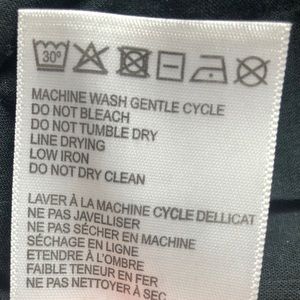 30°
MACHINE WASH GENTLE CYCLE
DO NOT BLEACH
DO NOT TUMBLE DRY
LINE DRYING
LOW IRON
DO NOT DRY CLEAN
LAVER À LA MACHINE CYCLE DELLICAT
NE PAS JAVELLISER
NE PAS SÉCHER EN MACHINE
SÉCHAGE EN LIGNE
ETENDRE À L'OMBRE
FAIBLE TENEUR EN FER
NE PAS NETTOYER À SEC